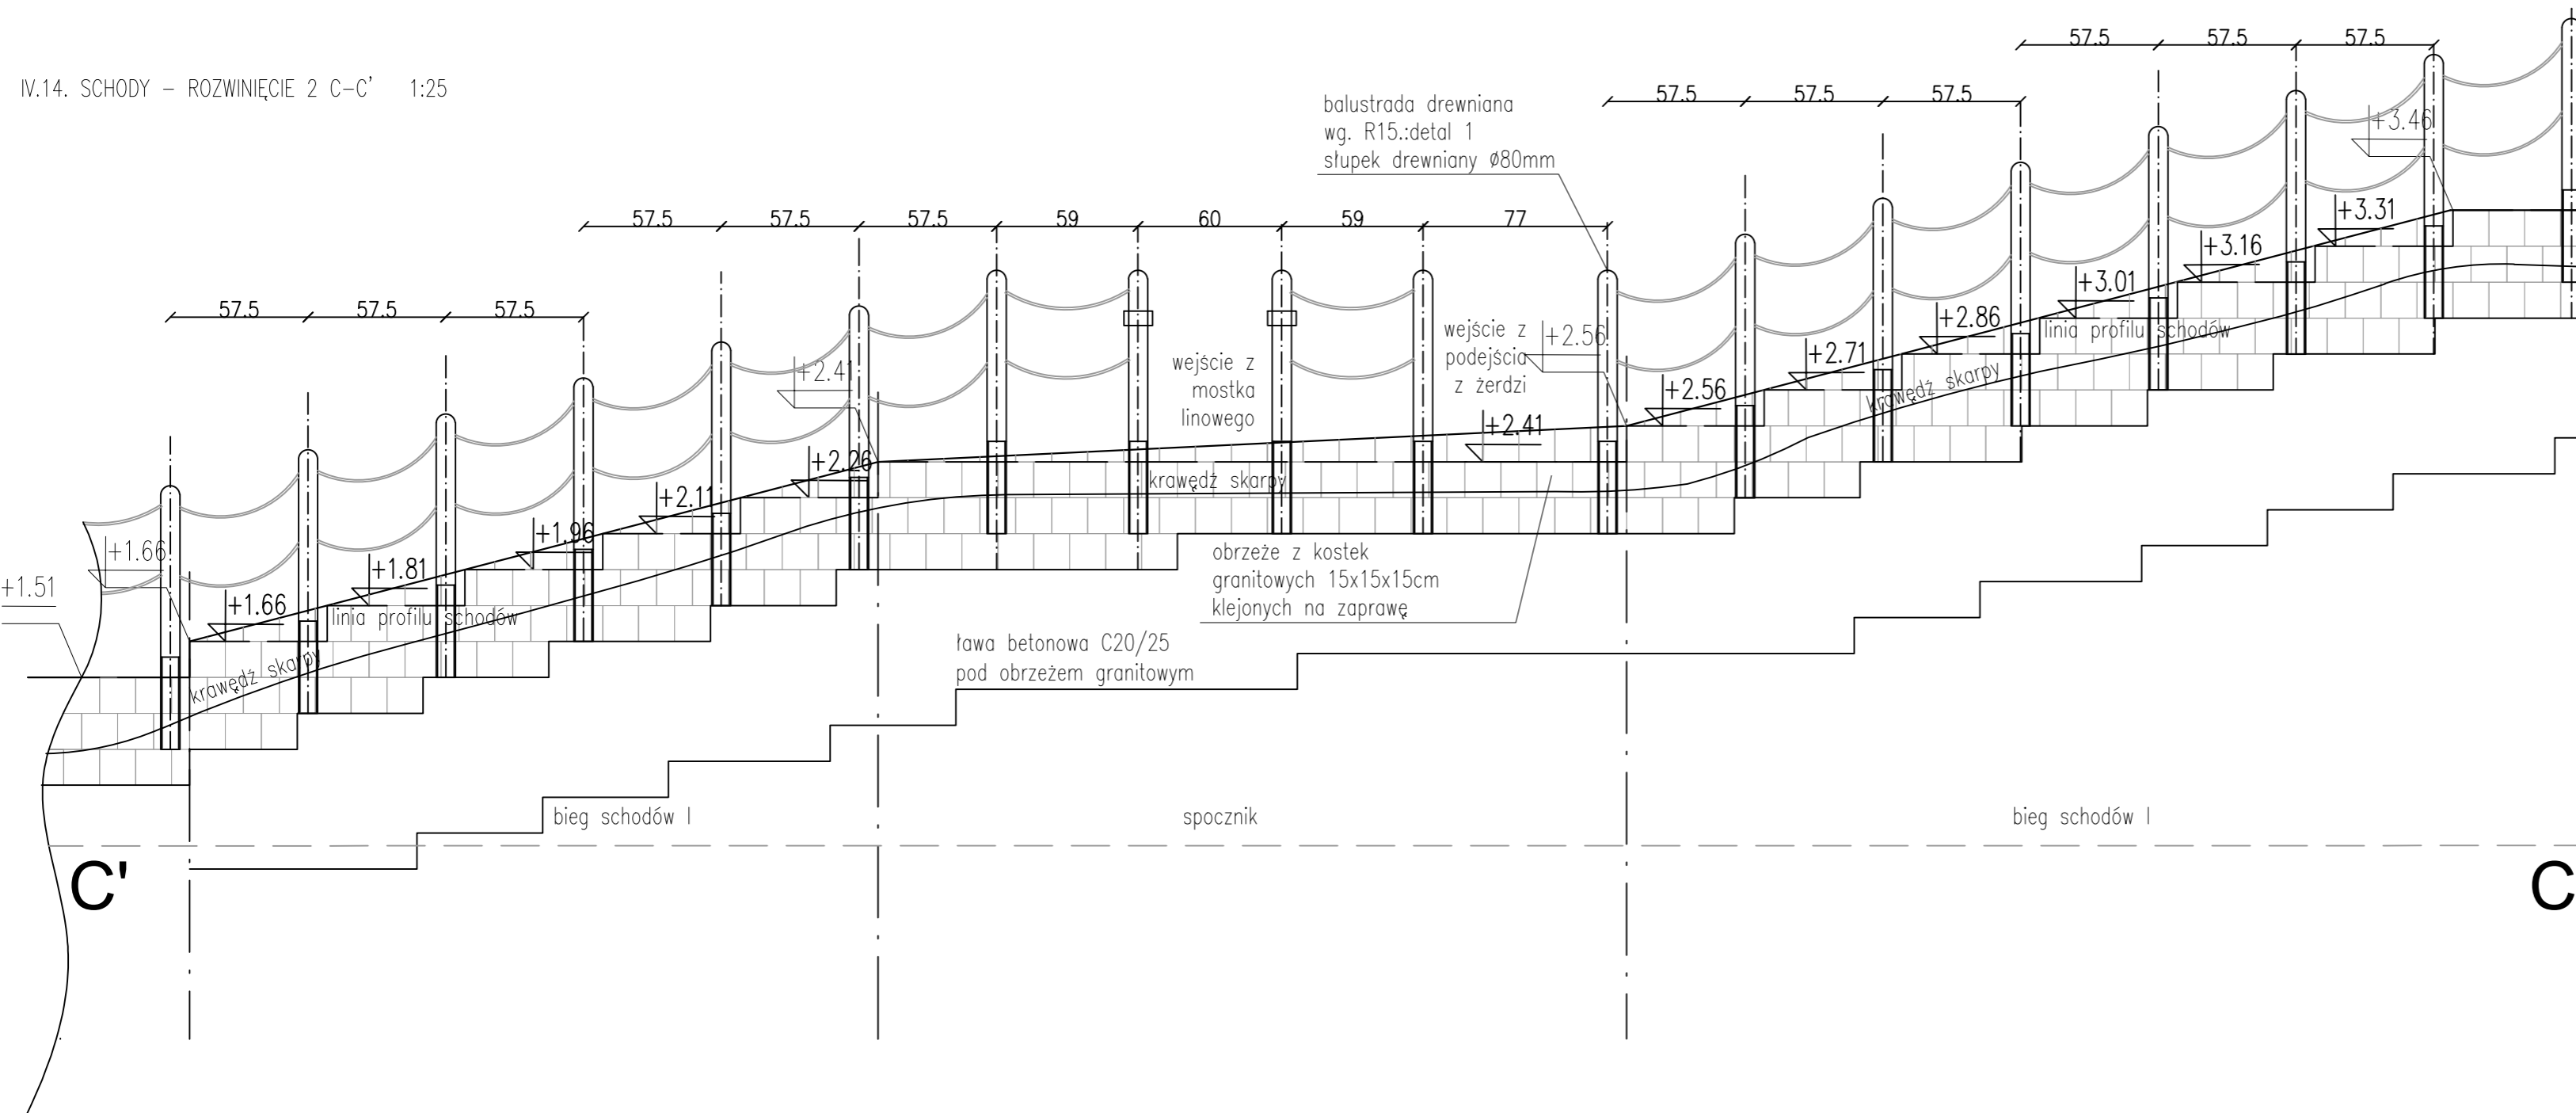 IV.14. SCHODY – ROZWINIĘCIE 2 C–C' 1:25
57.5 57.5 57.5
57.5 57.5 57.5
balustrada drewniana
wg. R15.:detal 1
słupek drewniany Ø80mm
57.5 57.5 57.5 59 60 59 77
57.5 57.5 57.5
+3.46
+3.31
+3.16
+3.01
+2.86
+2.71
+2.56
+2.56
linia profilu schodów
krawędź skarpy
wejście z
podejścia
z żerdzi
wejście z
mostka
linowego
+2.41
+2.41
+2.26
+2.11
+1.96
+1.81
+1.66
+1.66
+1.51
krawędź skarpy
linia profilu schodów
krawędź skarpy
obrzeże z kostek
granitowych 15x15x15cm
klejonych na zaprawę
ława betonowa C20/25
pod obrzeżem granitowym
bieg schodów I
spocznik
bieg schodów I
C'
C